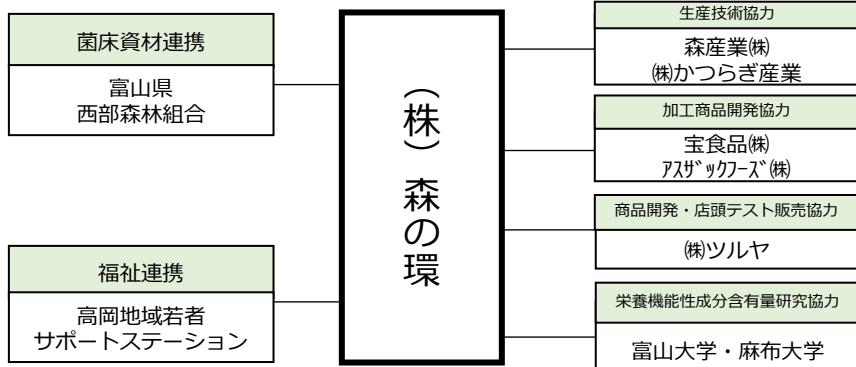 菌床資材連携
富山県
西部森林組合
福祉連携
高岡地域若者
サポートステーション
（株）森の環
生産技術協力
森産業㈱
㈱かつらぎ産業
加工商品開発協力
宝食品㈱
ｱｽｻﾞｯｸﾌｰｽﾞ㈱
商品開発・店頭テスト販売協力
㈱ツルヤ
栄養機能性成分含有量研究協力
富山大学・麻布大学